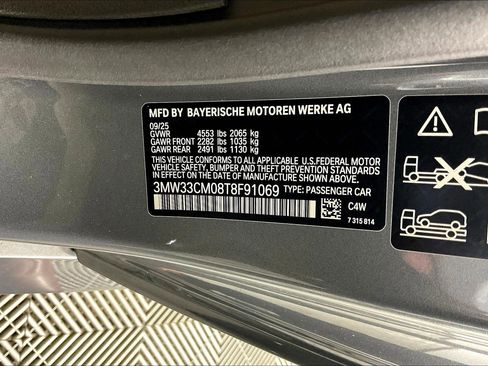 MFD BY BAYERISCHE MOTOREN WERKE AG
09/25
GVWR 4553 lbs 2065 kg
GAWR FRONT 2282 lbs 1035 kg
GAWR REAR 2491 lbs 1130 kg
THIS VEHICLE CONFORMS TO ALL APPLICABLE U.S.FEDERAL MOTOR
VEHICLE SAFETY, BUMPER, AND THEFT PREVENTION STANDARDS
IN EFFECT ON THE DATE OF MANUFACTURE SHOWN ABOVE.
3MW33CM08T8F91069 TYPE: PASSENGER CAR
C4W
7 315 814